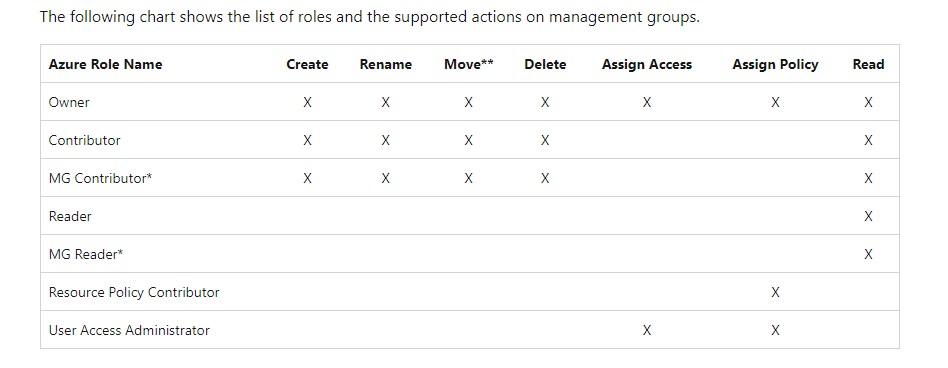 The following chart shows the list of roles and the supported actions on management groups.
Azure Role Name Create Rename Move** Delete Assign Access Assign Policy Read
Owner X X X X X X X
Contributor X X X X X
MG Contributor* X X X X X
Reader X
MG Reader* X
Resource Policy Contributor X
User Access Administrator X X